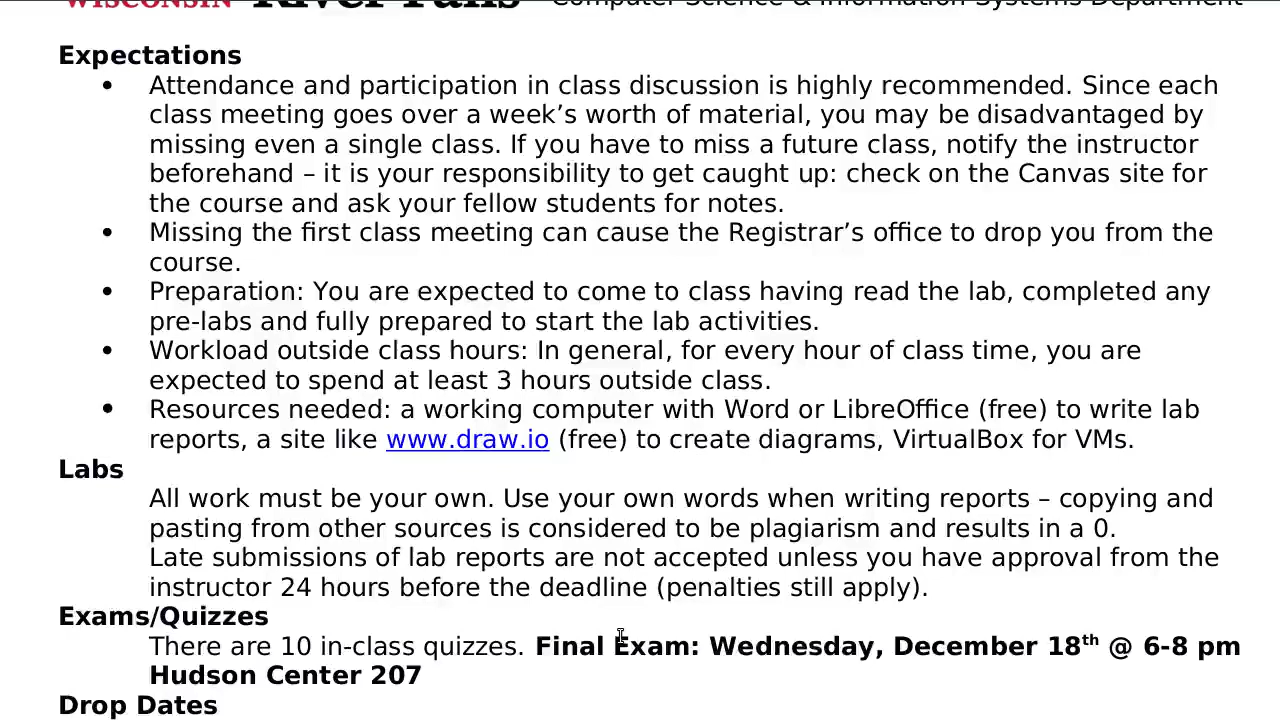 WISCONSIN River Falls Computer Science & Information Systems Department
Expectations
• Attendance and participation in class discussion is highly recommended. Since each
class meeting goes over a week’s worth of material, you may be disadvantaged by
missing even a single class. If you have to miss a future class, notify the instructor
beforehand – it is your responsibility to get caught up: check on the Canvas site for
the course and ask your fellow students for notes.
• Missing the first class meeting can cause the Registrar’s office to drop you from the
course.
• Preparation: You are expected to come to class having read the lab, completed any
pre-labs and fully prepared to start the lab activities.
• Workload outside class hours: In general, for every hour of class time, you are
expected to spend at least 3 hours outside class.
• Resources needed: a working computer with Word or LibreOffice (free) to write lab
reports, a site like www.draw.io (free) to create diagrams, VirtualBox for VMs.
Labs
All work must be your own. Use your own words when writing reports – copying and
pasting from other sources is considered to be plagiarism and results in a 0.
Late submissions of lab reports are not accepted unless you have approval from the
instructor 24 hours before the deadline (penalties still apply).
Exams/Quizzes
There are 10 in-class quizzes. Final Exam: Wednesday, December 18th @ 6-8 pm
Hudson Center 207
Drop Dates